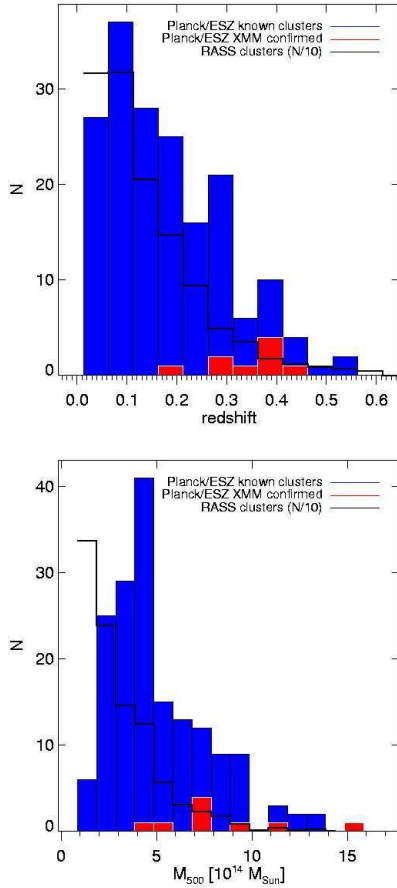 Planck/ESZ known clusters
Planck/ESZ XMM confirmed
RASS clusters (N/10)
30
20
10
0
N
0.0 0.1 0.2 0.3 0.4 0.5 0.6
redshift
Planck/ESZ known clusters
Planck/ESZ XMM confirmed
RASS clusters (N/10)
40
30
20
10
0
N
0 5 10 15
M500 [10^14 MSun]